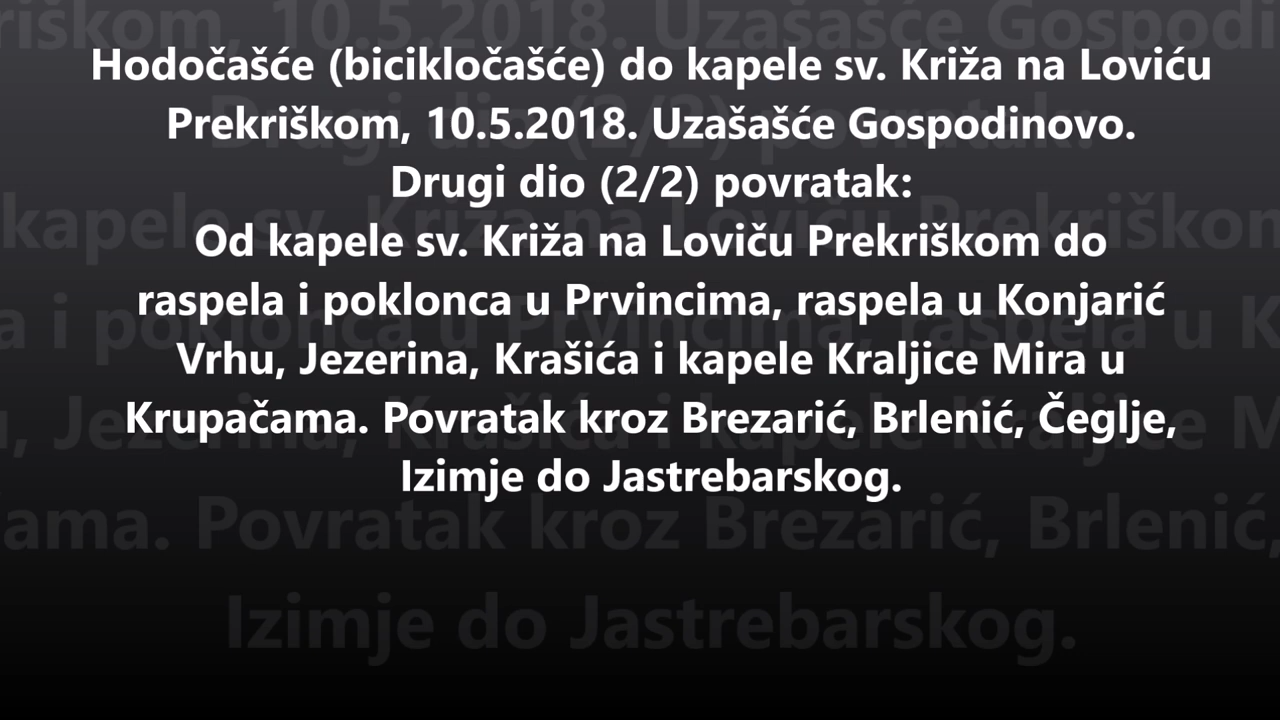 Hodočašće (bicikločašće) do kapele sv. Križa na Loviću
Prekriškom, 10.5.2018. Uzašašće Gospodinovo.
Drugi dio (2/2) povratak:
Od kapele sv. Križa na Loviču Prekriškom do
raspela i poklonca u Prvincima, raspela u Konjarić
Vrhu, Jezerina, Krašića i kapele Kraljice Mira u
Krupačama. Povratak kroz Brezarić, Brlenić, Čeglje,
Izimje do Jastrebarskog.